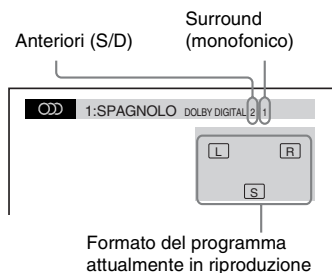 Surround
(monofonico)
Anteriori (S/D)
1:SPAGNOLO DOLBY DIGITAL 2 1
L R
S
Formato del programma
attualmente in riproduzione